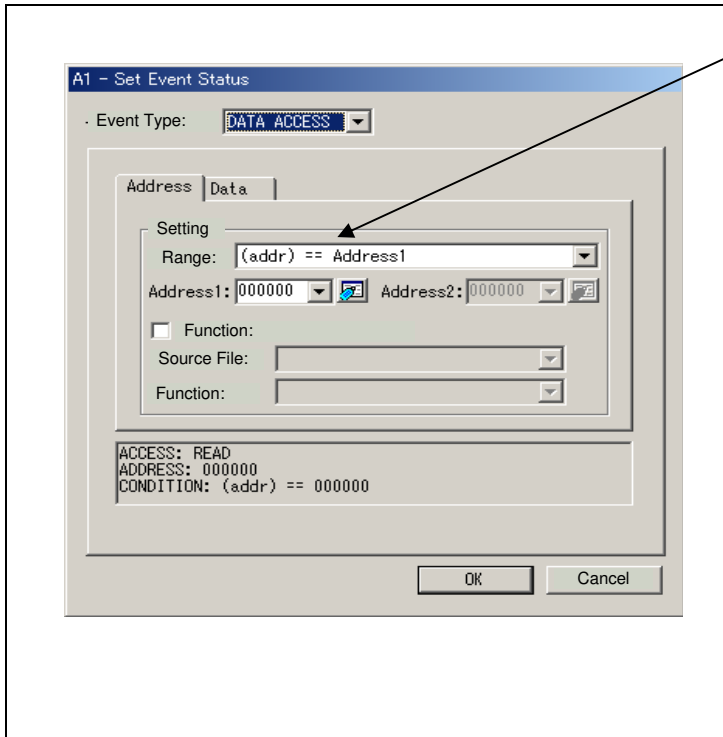 A1 - Set Event Status
Event Type: DATA ACCESS
Address Data
Setting
Range: (addr) == Address1
Address1: 000000 Address2: 000000
Function:
Source File:
Function:
ACCESS: READ
ADDRESS: 000000
CONDITION: (addr) == 000000
OK Cancel